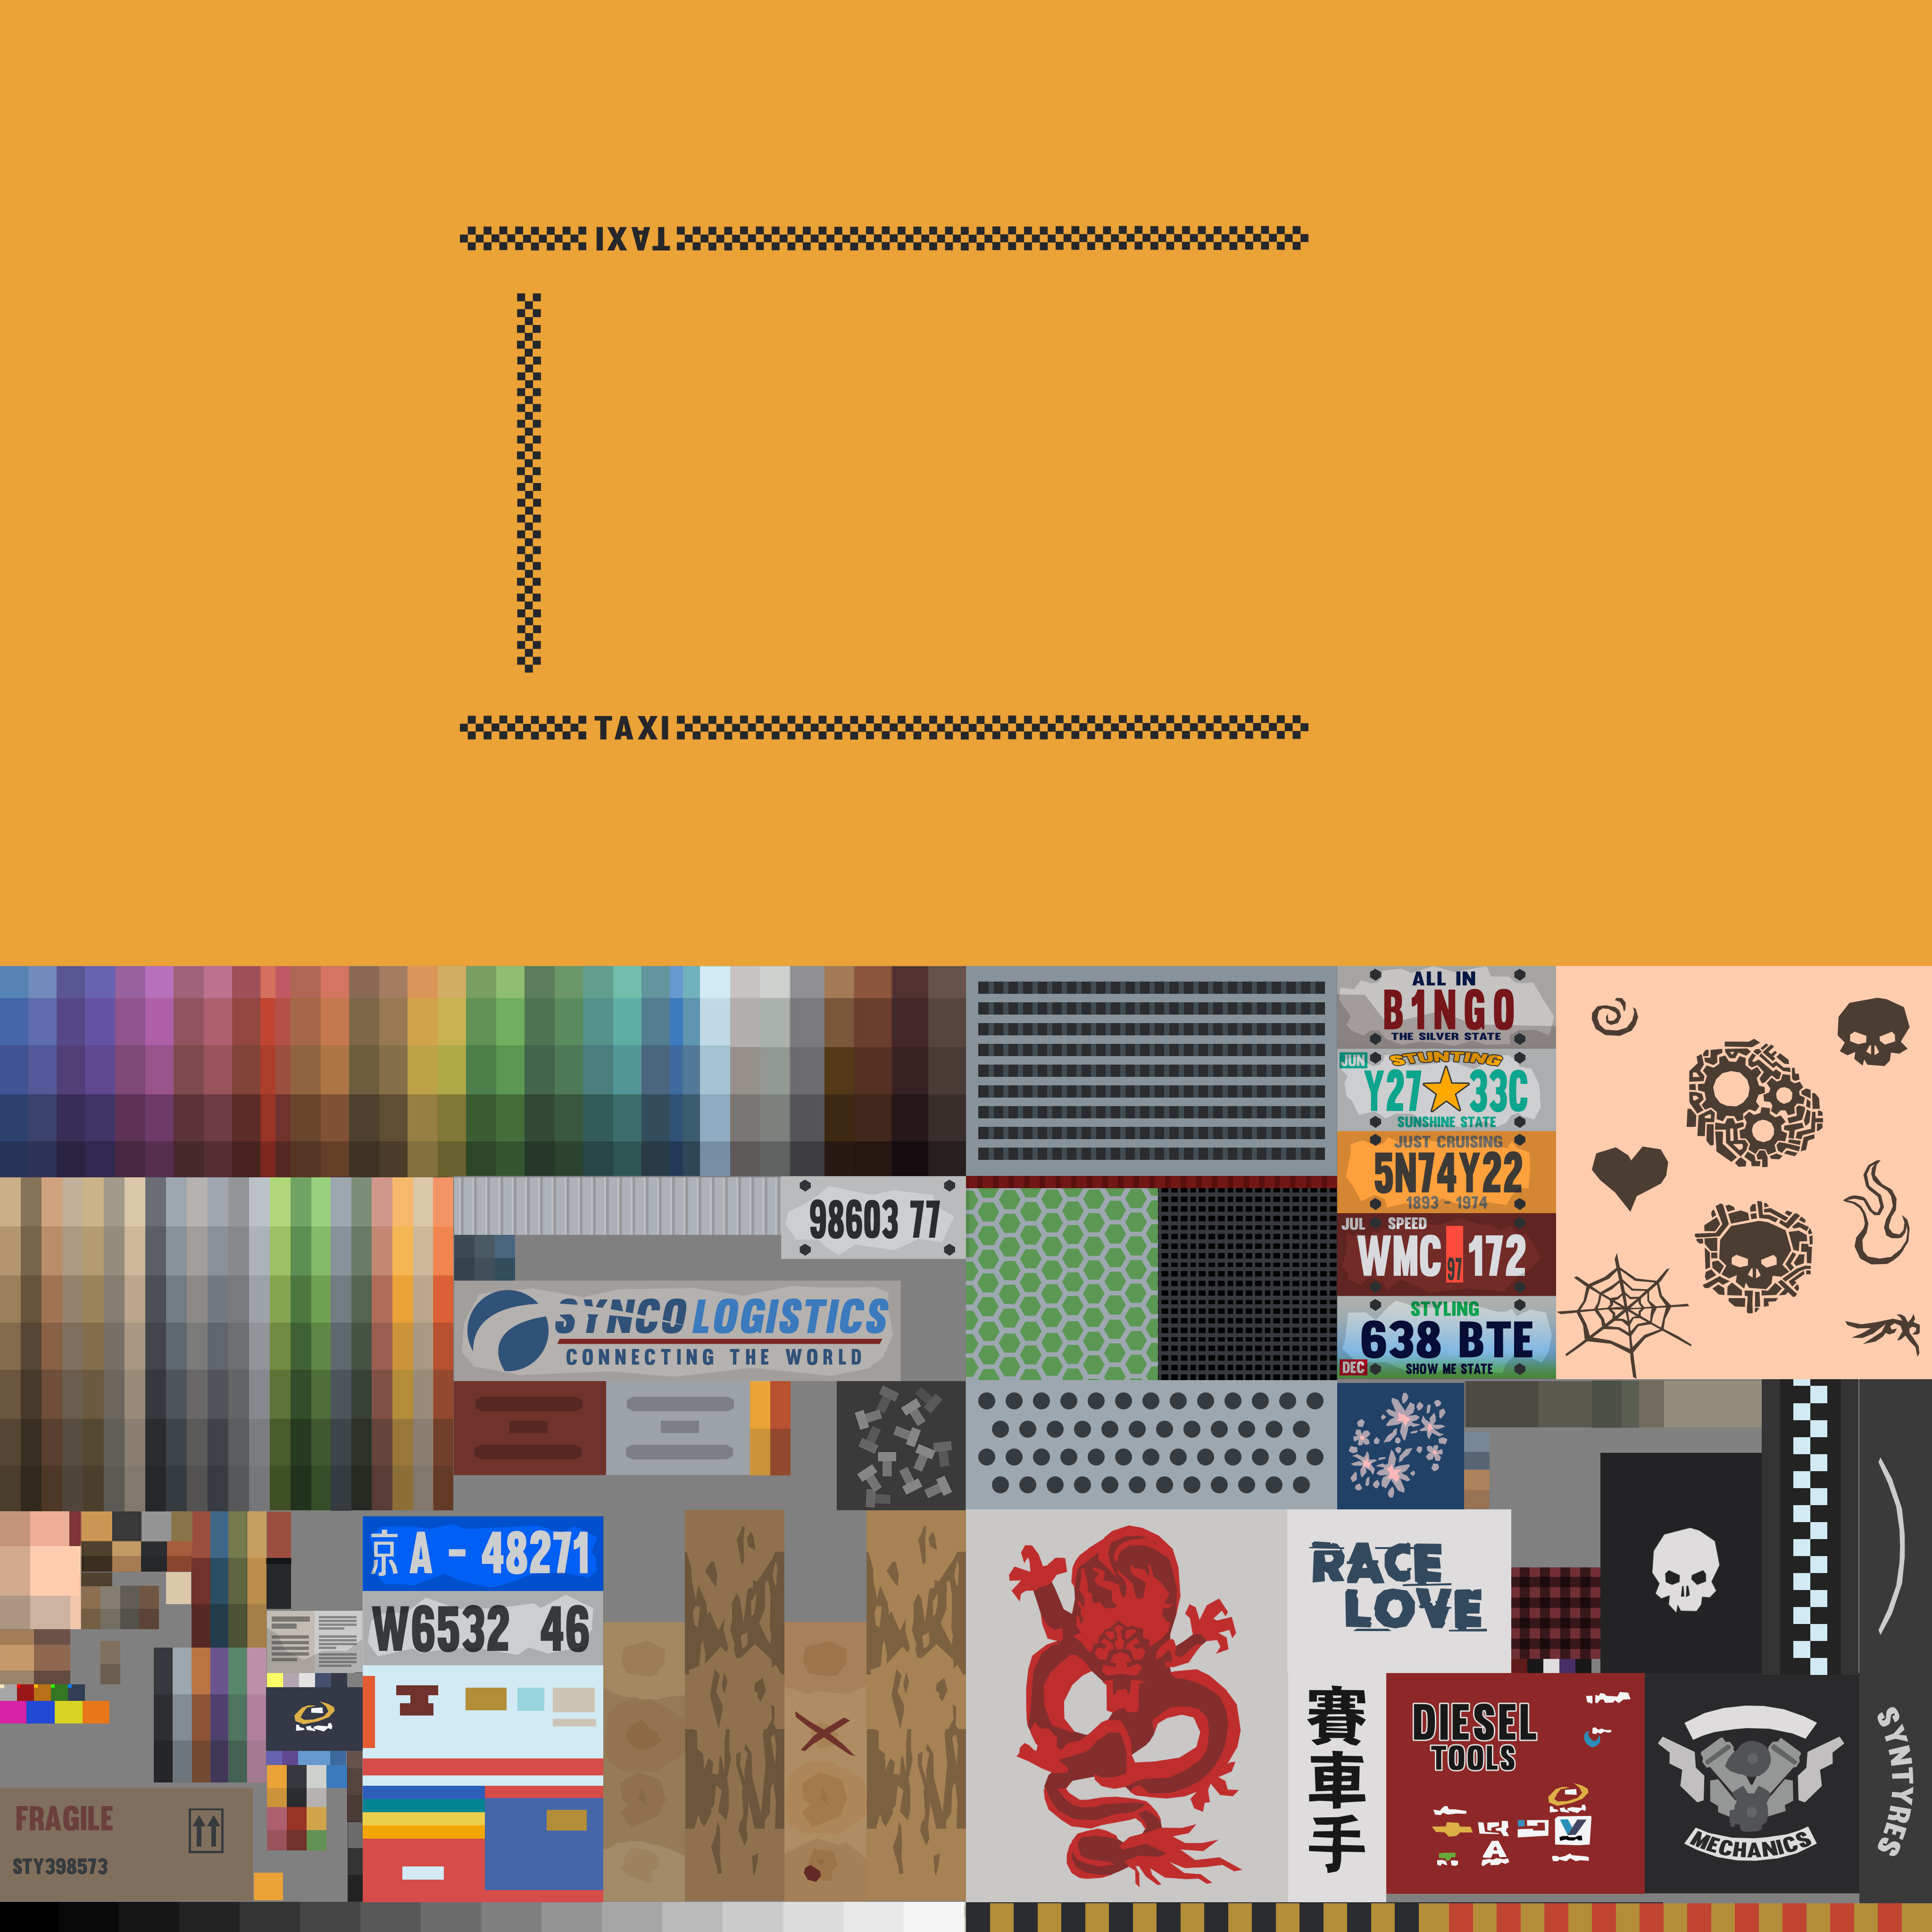 TAXI
TAXI
ALL IN
B1NGO
THE SILVER STATE
JUN
STUNTING
Y27 33C
SUNSHINE STATE
JUST CRUISING
5N74Y22
1893 - 1974
JUL SPEED
WMC 97 172
STYLING
638 BTE
DEC SHOW ME STATE
98603 77
SYNCO LOGISTICS
CONNECTING THE WORLD
京 A - 48271
W6532 46
RACE
LOVE
賽
車
手
DIESEL
TOOLS
MECHANICS
SYNTYRES
FRAGILE
STY398573